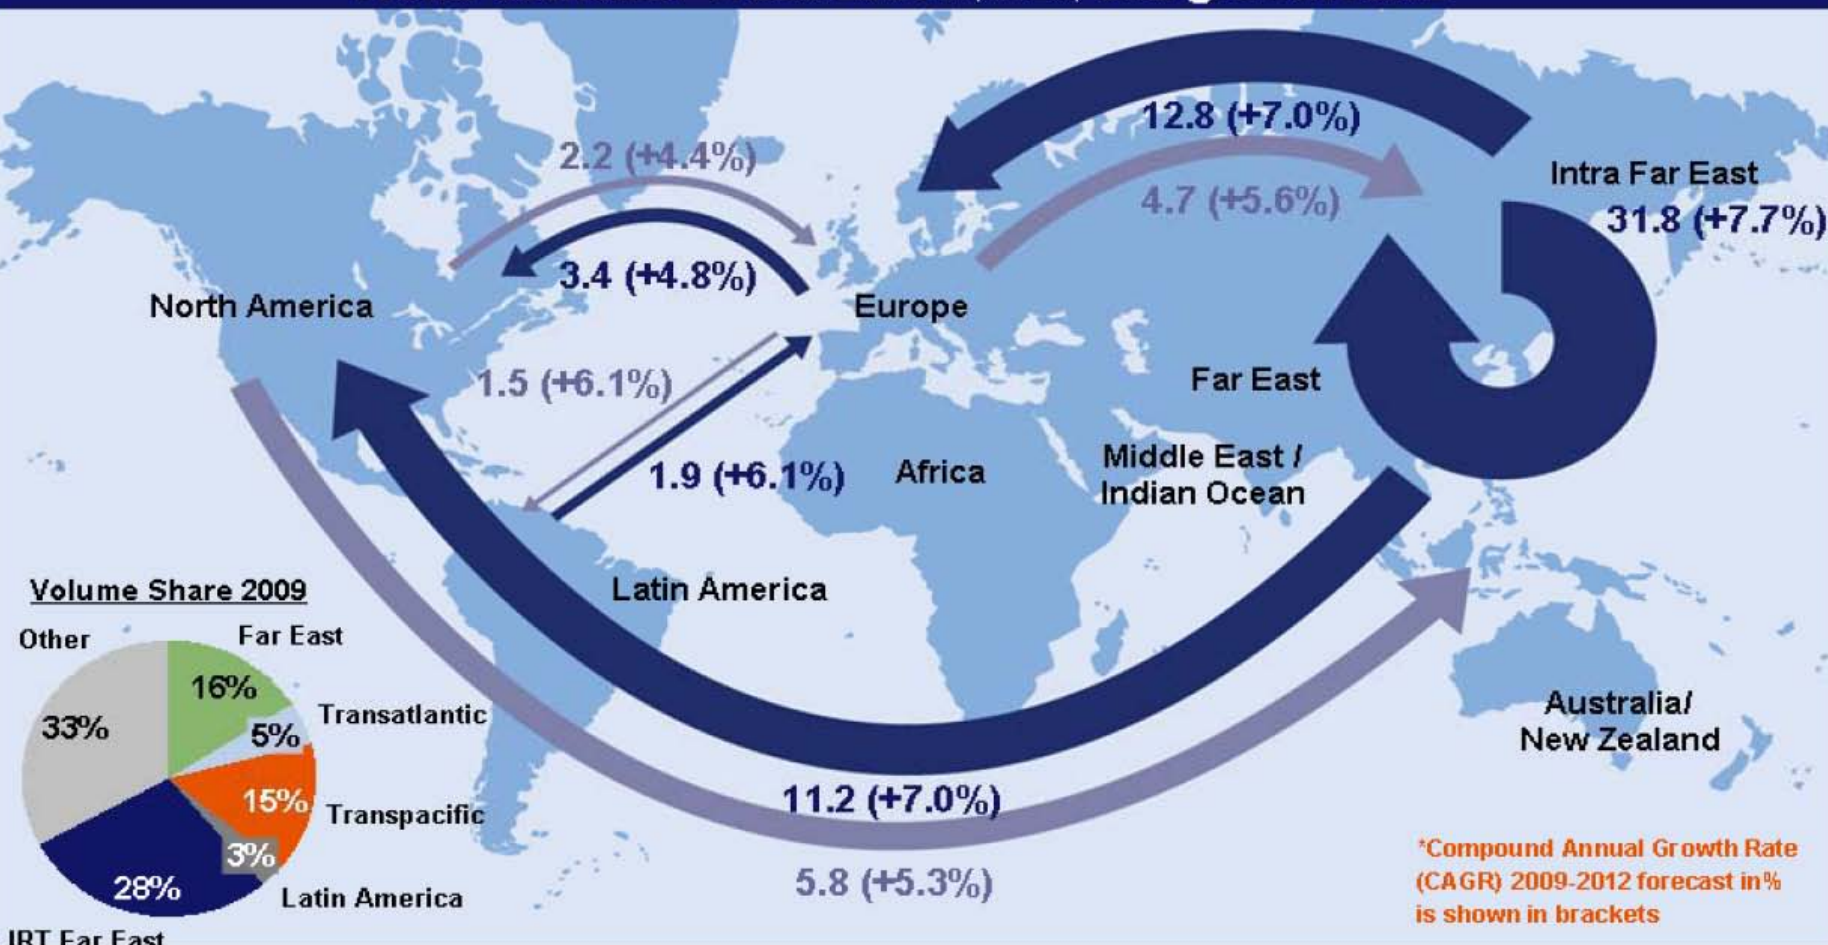 2.2 (+4.4%)
12.8 (+7.0%)
4.7 (+5.6%)
Intra Far East
31.8 (+7.7%)
3.4 (+4.8%)
North America
Europe
1.5 (+6.1%)
Far East
1.9 (+6.1%)
Africa
Middle East /
Indian Ocean
Latin America
Volume Share 2009
Other
Far East
16%
33%
5%
Transatlantic
15%
Transpacific
3%
28%
Latin America
IRT Far East
11.2 (+7.0%)
5.8 (+5.3%)
Australia/
New Zealand
*Compound Annual Growth Rate
(CAGR) 2009-2012 forecast in%
is shown in brackets